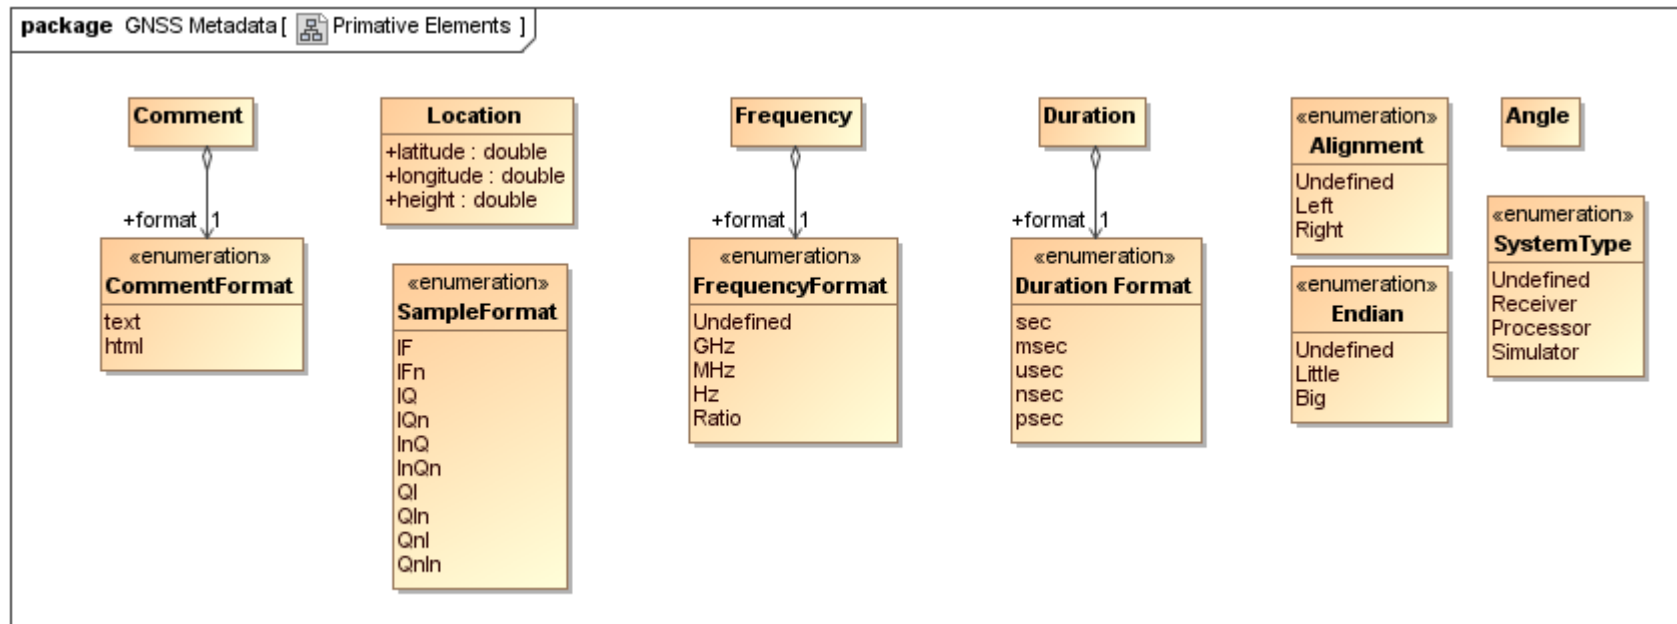 package GNSS Metadata [ Primative Elements ]
Comment
+format 1
«enumeration»
CommentFormat
text
html
Location
+latitude : double
+longitude : double
+height : double
«enumeration»
SampleFormat
IF
IFn
IQ
IQn
InQ
InQn
QI
QIn
QnI
QnIn
Frequency
+format 1
«enumeration»
FrequencyFormat
Undefined
GHz
MHz
Hz
Ratio
Duration
+format 1
«enumeration»
Duration Format
sec
msec
usec
nsec
psec
«enumeration»
Alignment
Undefined
Left
Right
«enumeration»
Endian
Undefined
Little
Big
Angle
«enumeration»
SystemType
Undefined
Receiver
Processor
Simulator